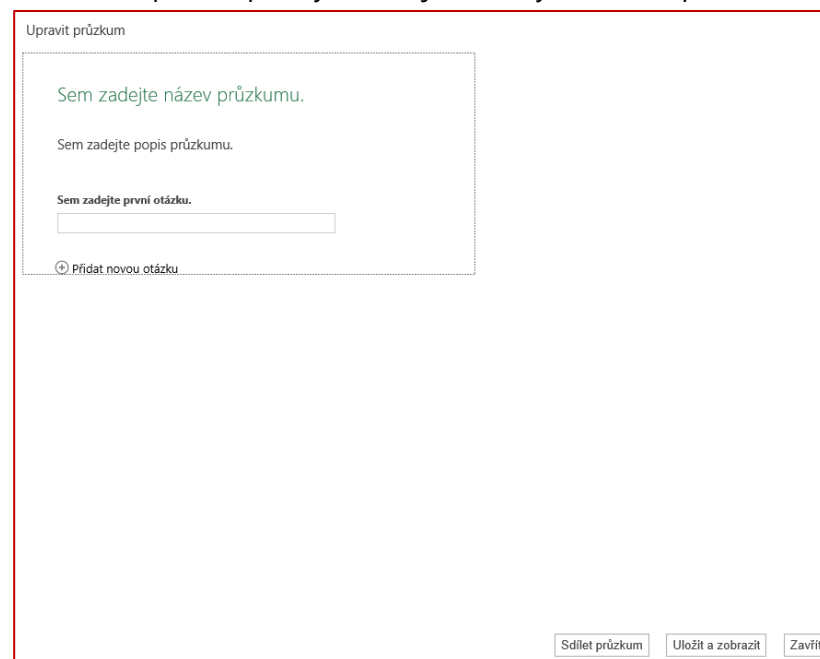 Upravit průzkum
Sem zadejte název průzkumu.
Sem zadejte popis průzkumu.
Sem zadejte první otázku.
Přidat novou otázku
Sdílet průzkum Uložit a zobrazit Zavřít